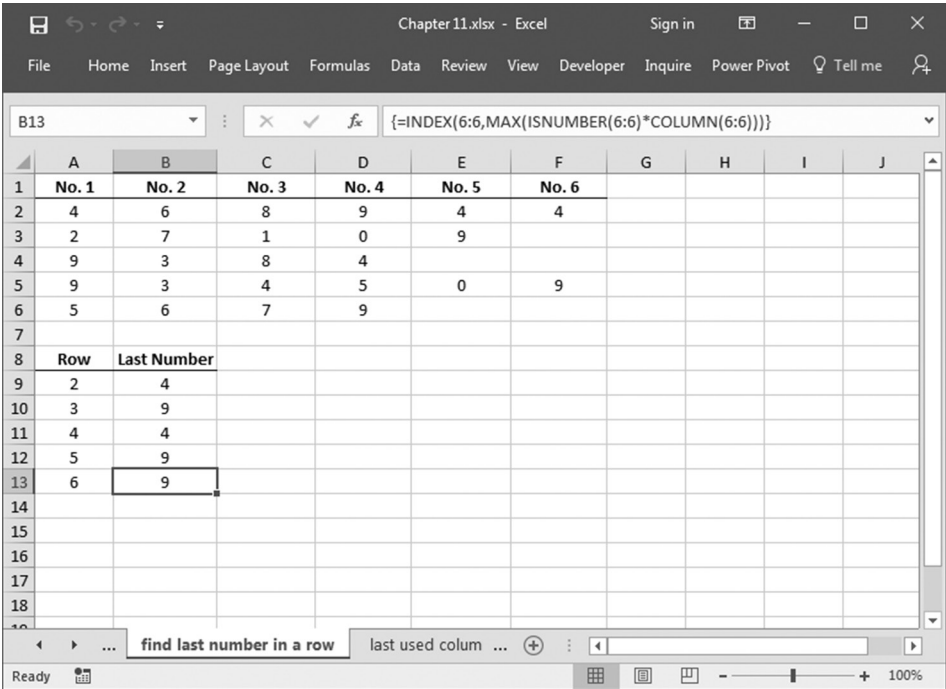 Chapter 11.xlsx - Excel Sign in
File Home Insert Page Layout Formulas Data Review View Developer Inquire Power Pivot Tell me
B13 fx {=INDEX(6:6,MAX(ISNUMBER(6:6)*COLUMN(6:6)))}
A B C D E F G H I J
1 No. 1 No. 2 No. 3 No. 4 No. 5 No. 6
2 4 6 8 9 4 4
3 2 7 1 0 9
4 9 3 8 4
5 9 3 4 5 0 9
6 5 6 7 9
7
8 Row Last Number
9 2 4
10 3 9
11 4 4
12 5 9
13 6 9
14
15
16
17
18
... find last number in a row last used colum ...
Ready 100%